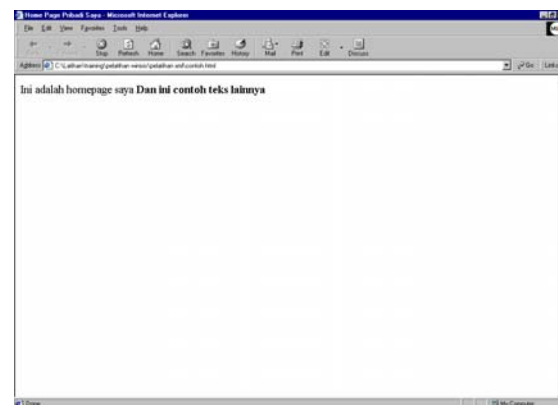 Home Page Pribadi Saya - Microsoft Internet Explorer
File Edit View Favorites Tools Help
Stop Refresh Home Search Favorites History Mail Print Edit Discuss
Address Go Links
Ini adalah homepage saya Dan ini contoh teks lainnya
Done My Computer